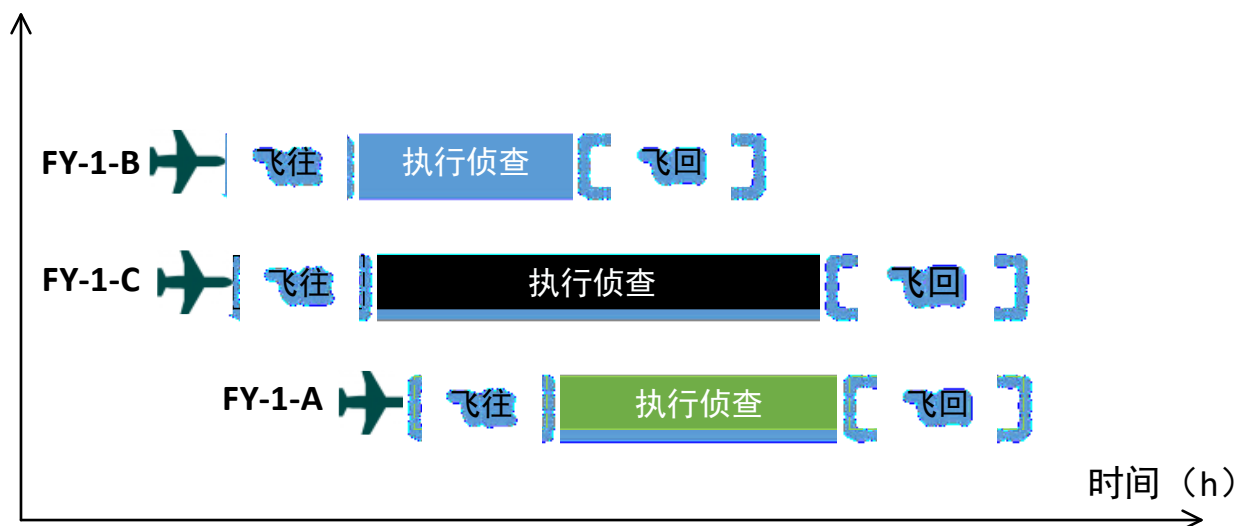 FY-1-B 飞往 执行侦查 飞回
FY-1-C 飞往 执行侦查 飞回
FY-1-A 飞往 执行侦查 飞回
时间（h）